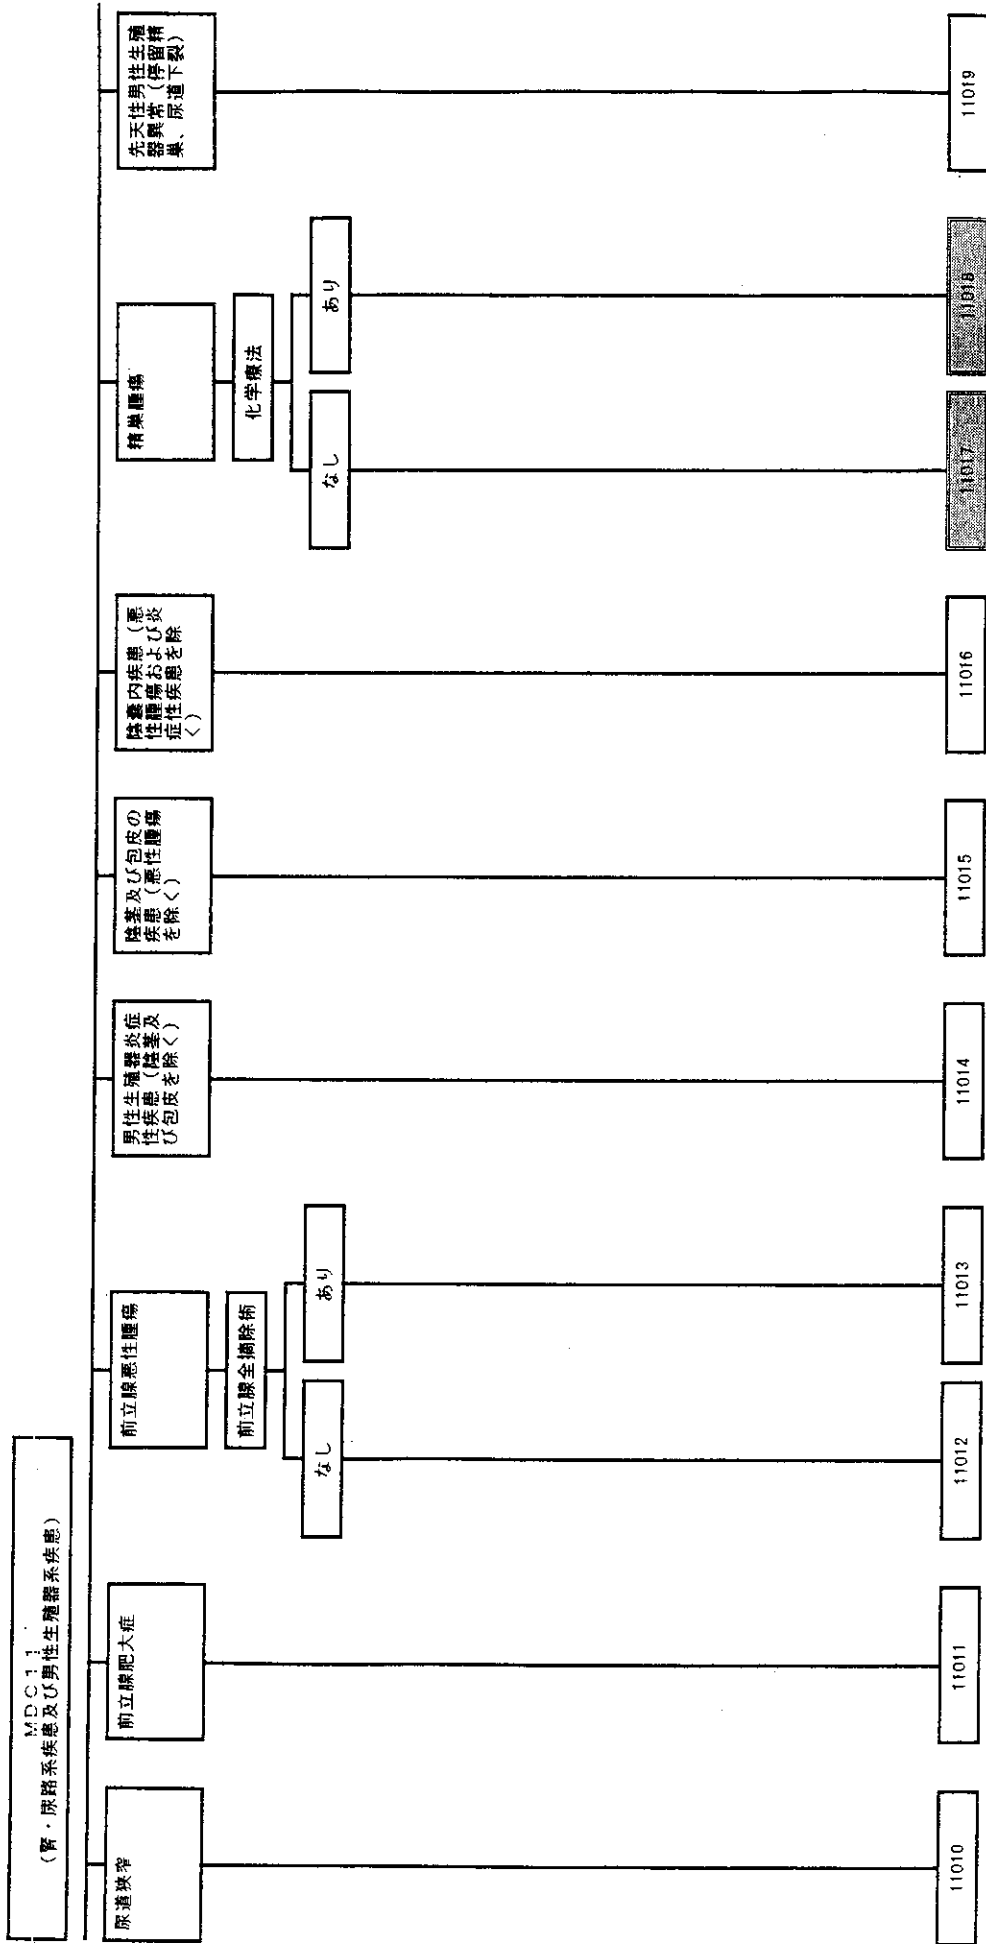 MDC11
(腎・尿路系疾患及び男性生殖器系疾患)
尿道狭窄
11010
前立腺肥大症
11011
前立腺悪性腫瘍
前立腺全摘除術
なし
あり
11012
11013
男性生殖器炎症
性疾患(陰茎及
び包皮を除く)
11014
陰茎及び包皮の
疾患(悪性腫瘍
を除く)
11015
陰嚢内疾患(悪
性腫瘍および炎
症性疾患を除
く)
11016
精巣腫瘍
化学療法
なし
あり
11017
11018
先天性男性生殖
器異常(停留精
巣、尿道下裂)
11019